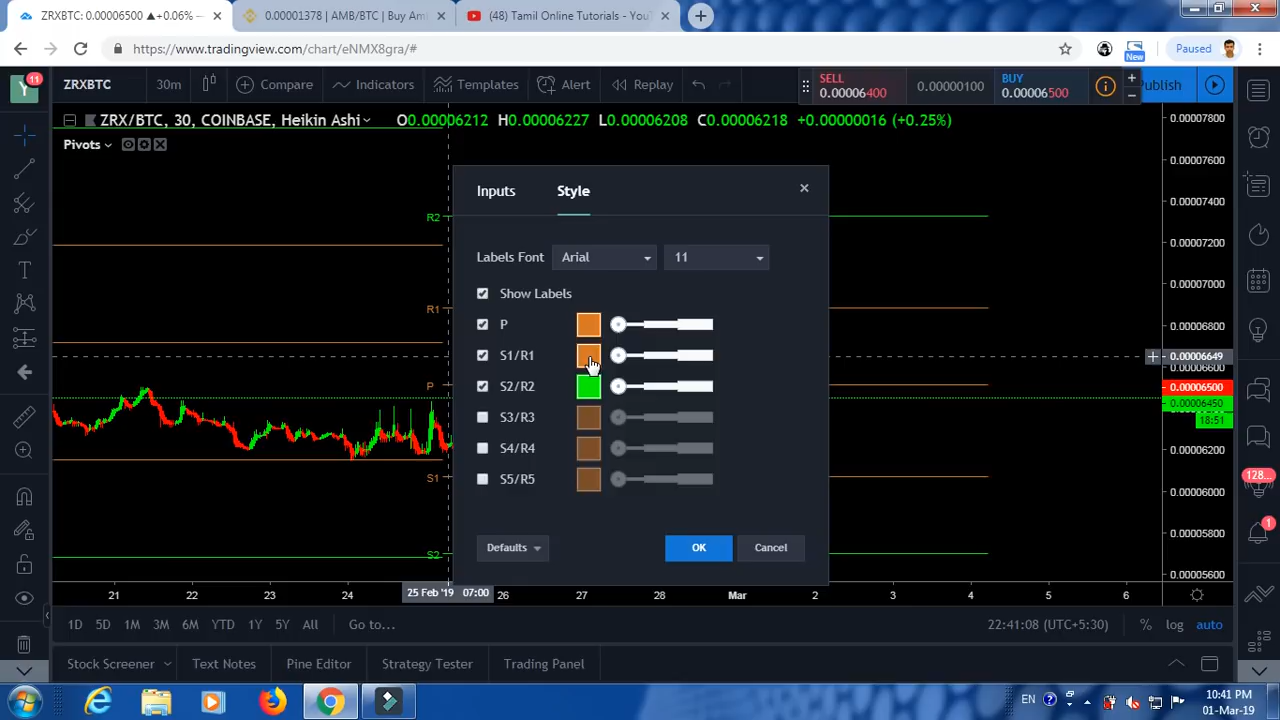 ZRXBTC: 0.00006500 ▲+0.06%
0.00001378 | AMB/BTC | Buy Am
(48) Tamil Online Tutorials - You
https://www.tradingview.com/chart/eNMX8gra/#
New
Paused
Y
11
ZRXBTC
30m
Compare
Indicators
Templates
Alert
Replay
SELL
0.00006400
0.00000100
BUY
0.00006500
Publish
ZRX/BTC, 30, COINBASE, Heikin Ashi
O0.00006212 H0.00006227 L0.00006208 C0.00006218 +0.00000016 (+0.25%)
Pivots
R2
R1
P
S1
S2
Inputs
Style
Labels Font
Arial
11
Show Labels
P
S1/R1
S2/R2
S3/R3
S4/R4
S5/R5
Defaults
OK
Cancel
0.00007800
0.00007600
0.00007400
0.00007200
0.00007000
0.00006800
0.00006649
0.00006600
0.00006500
0.00006450
18:51
0.00006200
0.00006000
0.00005800
0.00005600
128...
1
21
22
23
24
25 Feb '19 07:00
26
27
28
Mar
2
3
4
5
6
1D 5D 1M 3M 6M YTD 1Y 5Y All Go to...
22:41:08 (UTC+5:30) % log auto
Stock Screener
Text Notes
Pine Editor
Strategy Tester
Trading Panel
EN
10:41 PM
01-Mar-19